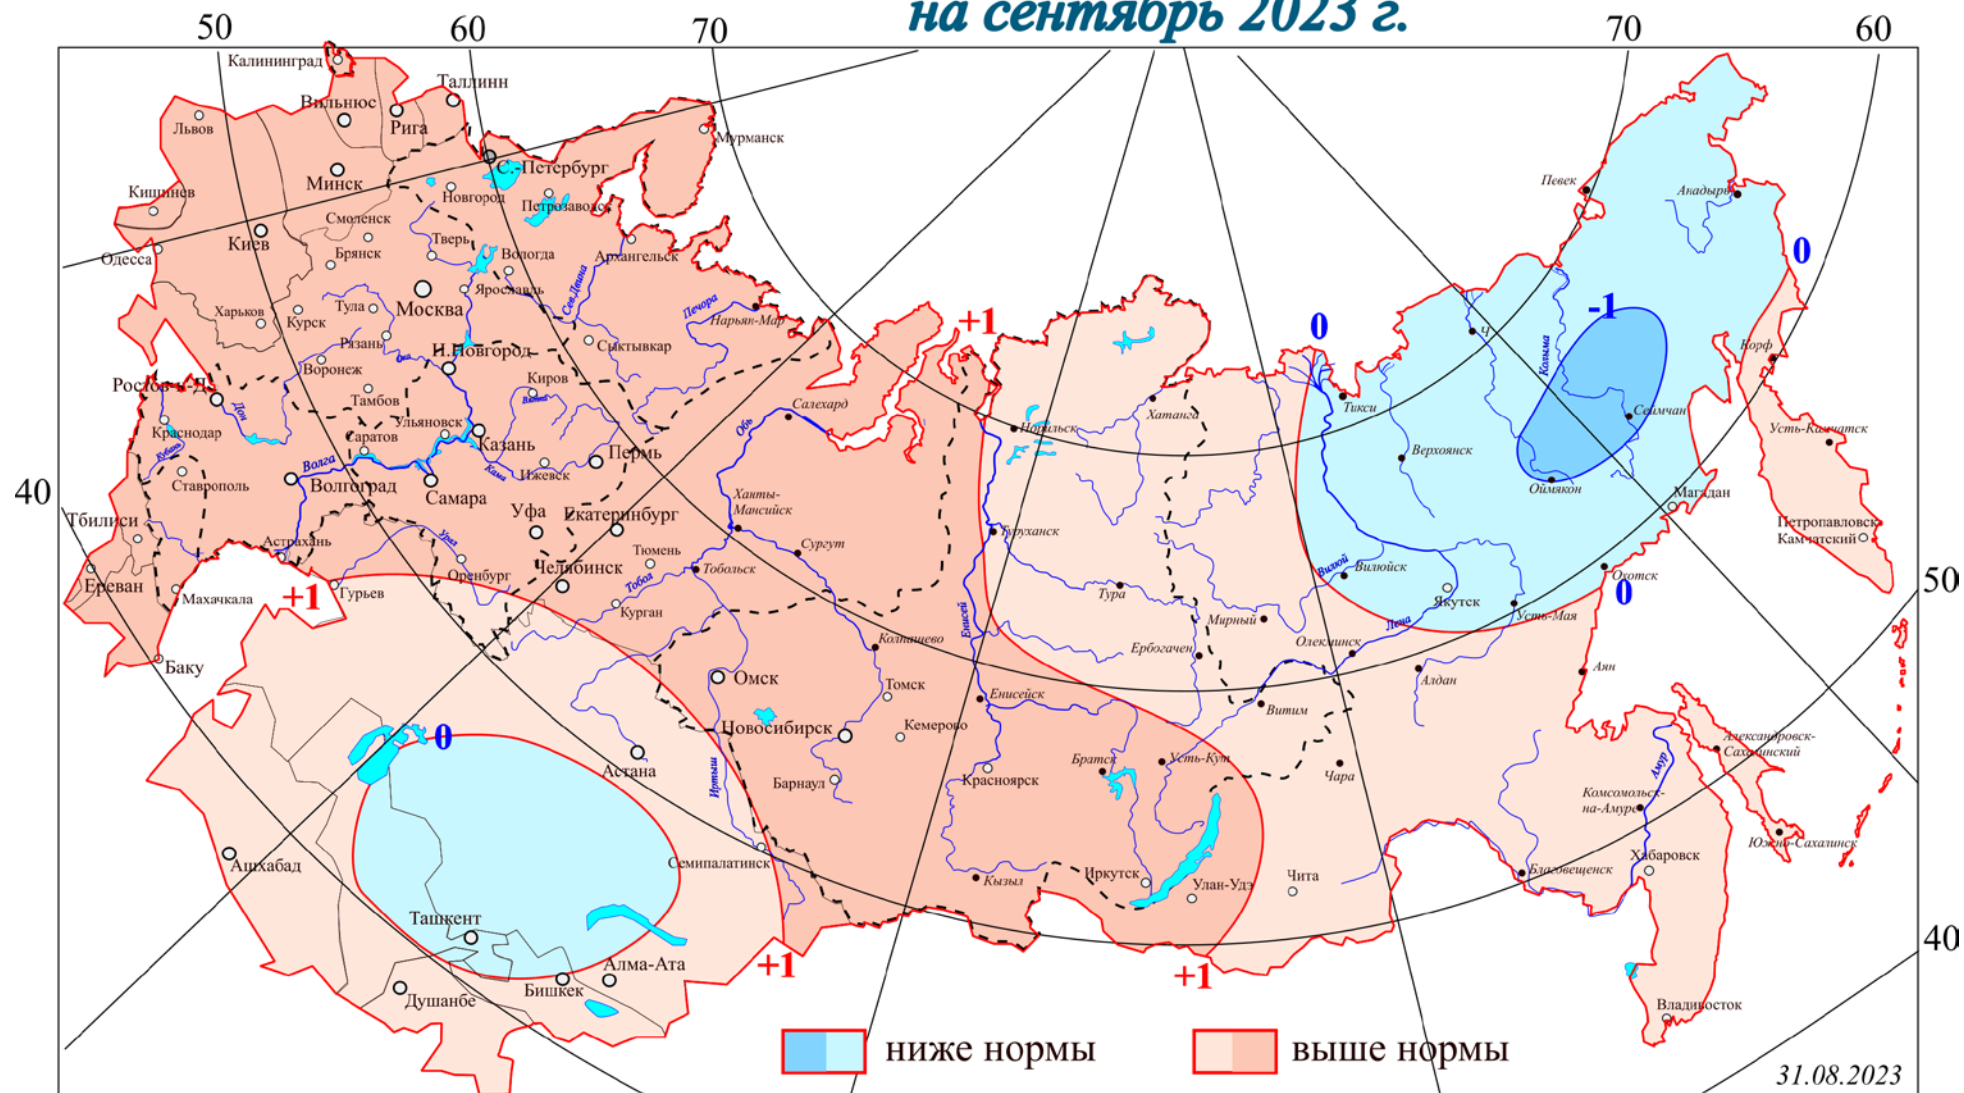 на сентябрь 2023 г.
50
60
70
70
60
Калининград
Таллинн
Вильнюс
Рига
Львов
Мурманск
С.-Петербург
Минск
Новгород
Петрозаводск
Кишинев
Смоленск
Певек
Анадырь
Киев
Тверь
Брянск
Вологда
Архангельск
Одесса
0
Москва
Ярославль
Сев.Двина
Печора
Тула
Харьков
Курск
Нарьян-Мар
+1
0
-1
Рязань
Ока
Н.Новгород
Сыктывкар
Колыма
Корф
Воронеж
Киров
Вятка
Ростов-н-Д.
Дон
Тамбов
Салехард
Обь
Хатанга
Тикси
Сеймчан
Краснодар
Кубань
Ульяновск
Саратов
Казань
Норильск
Усть-Камчатск
Волга
Кама
Ижевск
Пермь
Верхоянск
Ставрополь
Волгоград
Самара
Оймякон
Магадан
40
Ханты-
Мансийск
Тбилиси
Уфа
Екатеринбург
Петропавловск-
Камчатский
Астрахань
Урал
Тюмень
Сургут
Туруханск
Ереван
Оренбург
Челябинск
Тобол
Тобольск
Вилюй
Вилюйск
Охотск
50
Махачкала
+1
Гурьев
Курган
Тура
Якутск
0
Енисей
Мирный
Лена
Усть-Мая
Колпашево
Ербогачен
Олекминск
Баку
Омск
Томск
Енисейск
Алдан
Аян
Витим
0
Новосибирск
Кемерово
Александровск-
Сахалинский
Астана
Иртыш
Барнаул
Красноярск
Братск
Усть-Кут
Чара
Амур
Комсомольск-
на-Амуре
Ашхабад
Семипалатинск
Южно-Сахалинск
Кызыл
Иркутск
Улан-Удэ
Чита
Благовещенск
Хабаровск
Ташкент
40
+1
+1
Алма-Ата
Бишкек
Душанбе
Владивосток
ниже нормы
выше нормы
31.08.2023